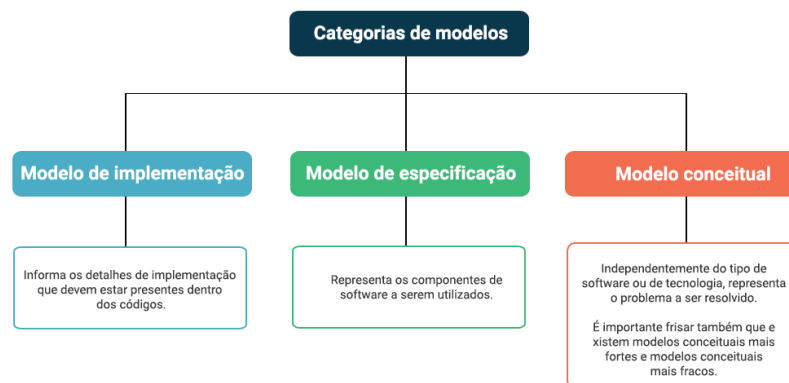 Categorias de modelos
Modelo de implementação
Modelo de especificação
Modelo conceitual
Informa os detalhes de implementação
que devem estar presentes dentro
dos códigos.
Representa os componentes de
software a serem utilizados.
Independentemente do tipo de
software ou de tecnologia, representa
o problema a ser resolvido.
É importante frisar também que e
xistem modelos conceituais mais
fortes e modelos conceituais
mais fracos.